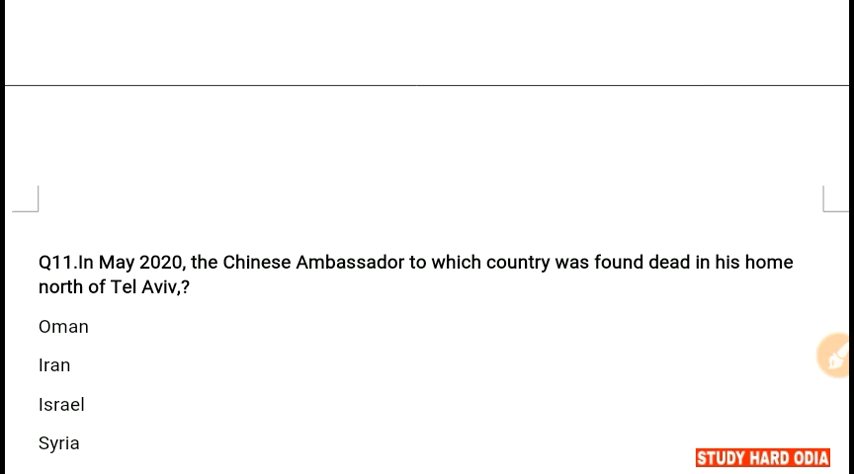 Q11.In May 2020, the Chinese Ambassador to which country was found dead in his home
north of Tel Aviv,?
Oman
Iran
Israel
Syria
STUDY HARD ODIA